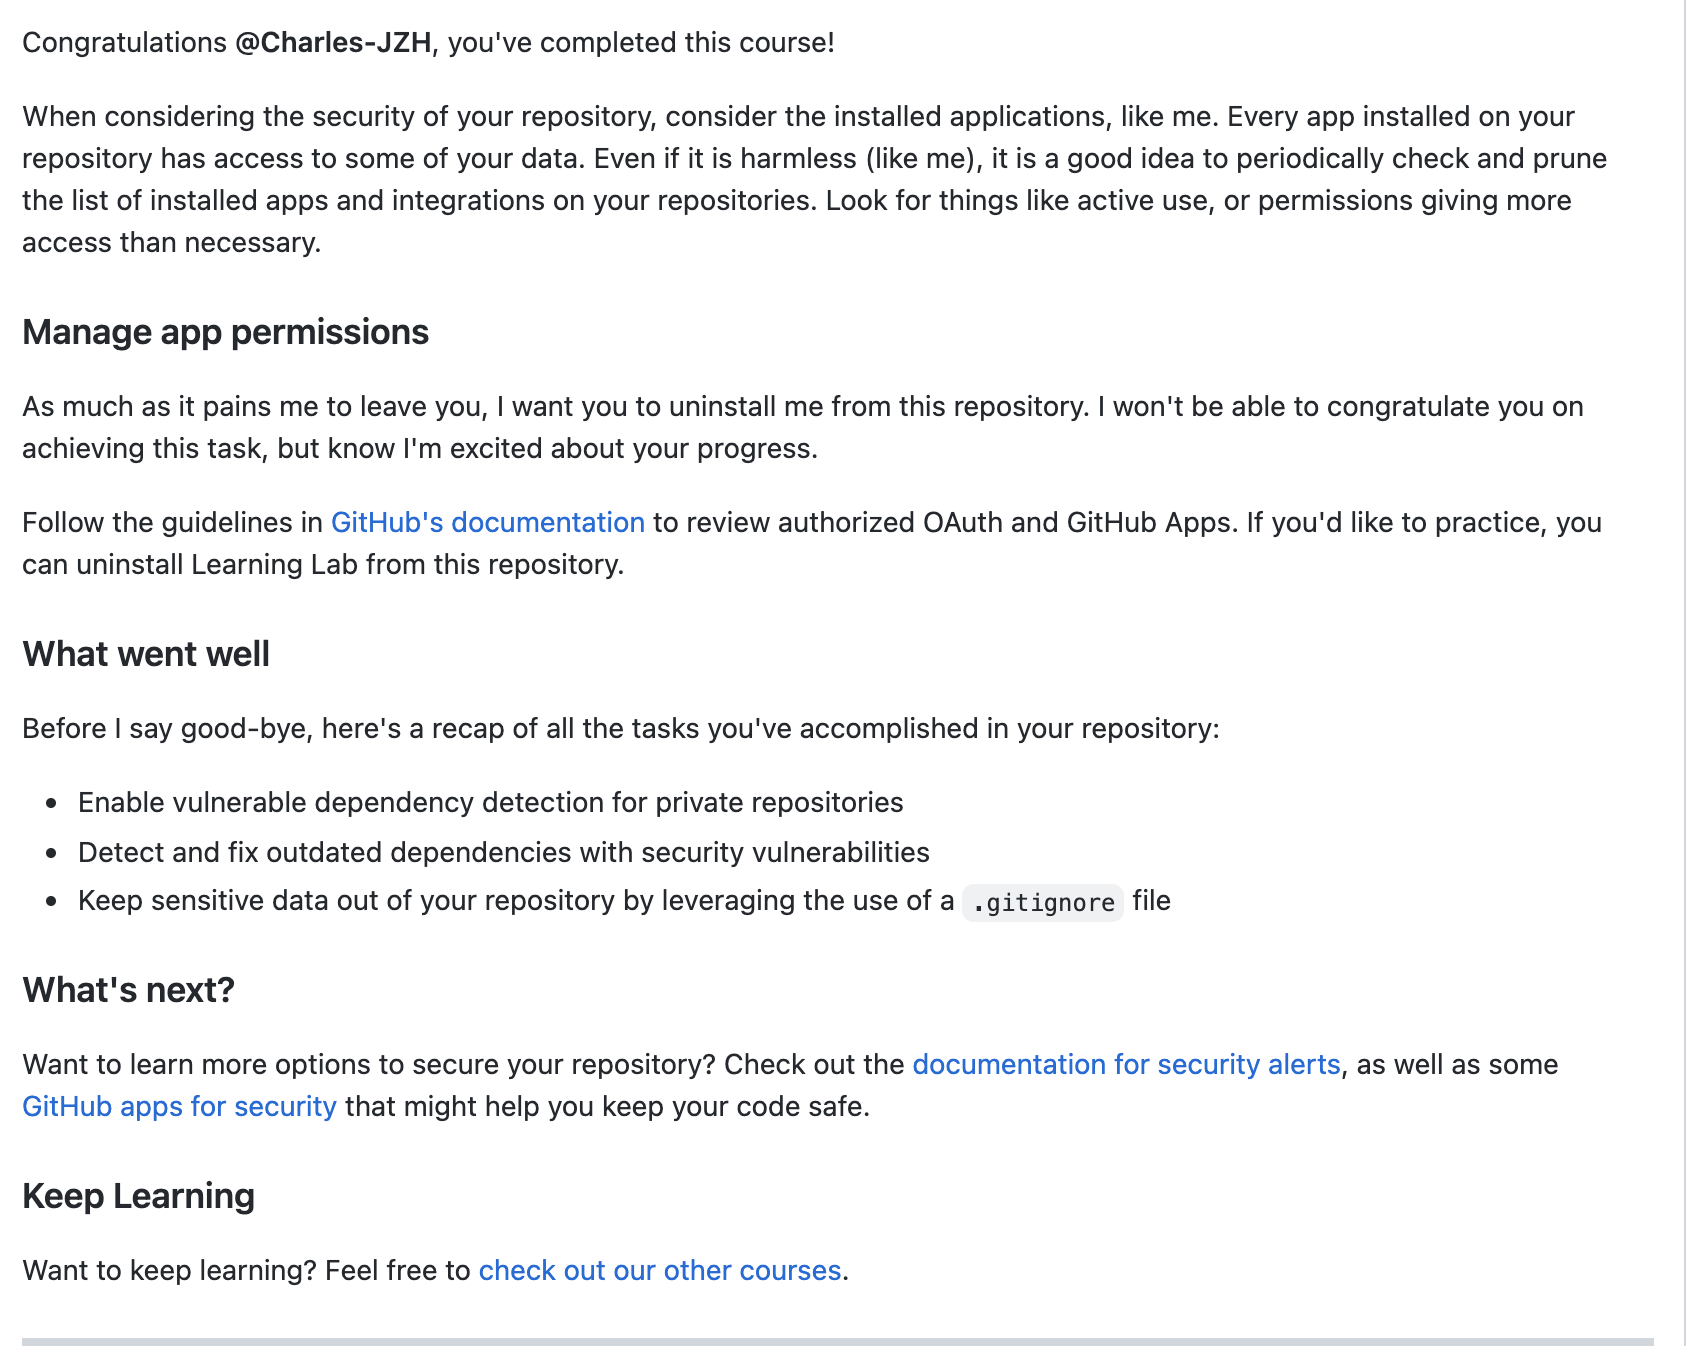 Congratulations @Charles-JZH, you've completed this course!
When considering the security of your repository, consider the installed applications, like me. Every app installed on your
repository has access to some of your data. Even if it is harmless (like me), it is a good idea to periodically check and prune
the list of installed apps and integrations on your repositories. Look for things like active use, or permissions giving more
access than necessary.
Manage app permissions
As much as it pains me to leave you, I want you to uninstall me from this repository. I won't be able to congratulate you on
achieving this task, but know I'm excited about your progress.
Follow the guidelines in GitHub's documentation to review authorized OAuth and GitHub Apps. If you'd like to practice, you
can uninstall Learning Lab from this repository.
What went well
Before I say good-bye, here's a recap of all the tasks you've accomplished in your repository:
• Enable vulnerable dependency detection for private repositories
• Detect and fix outdated dependencies with security vulnerabilities
• Keep sensitive data out of your repository by leveraging the use of a .gitignore file
What's next?
Want to learn more options to secure your repository? Check out the documentation for security alerts, as well as some
GitHub apps for security that might help you keep your code safe.
Keep Learning
Want to keep learning? Feel free to check out our other courses.